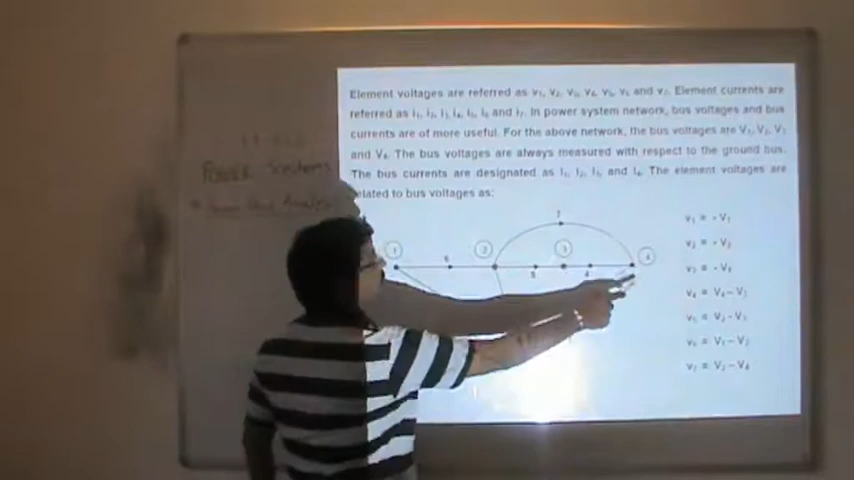 Element voltages are referred as v₁, v₂, v₃, v₄, v₅, v₆ and v₇. Element currents are
referred as i₁, i₂, i₃, i₄, i₅, i₆ and i₇. In power system network, bus voltages and bus
currents are of more useful. For the above network, the bus voltages are V₁, V₂, V₃
and V₄. The bus voltages are always measured with respect to the ground bus.
The bus currents are designated as I₁, I₂, I₃, and I₄. The element voltages are
related to bus voltages as:
Power Systems
7
1 6 2 5 3 4 4
v₁ = - V₁
v₂ = - V₂
v₃ = - V₄
v₄ = V₄ – V₃
v₅ = V₂ - V₃
v₆ = V₁ – V₂
v₇ = V₂ – V₄